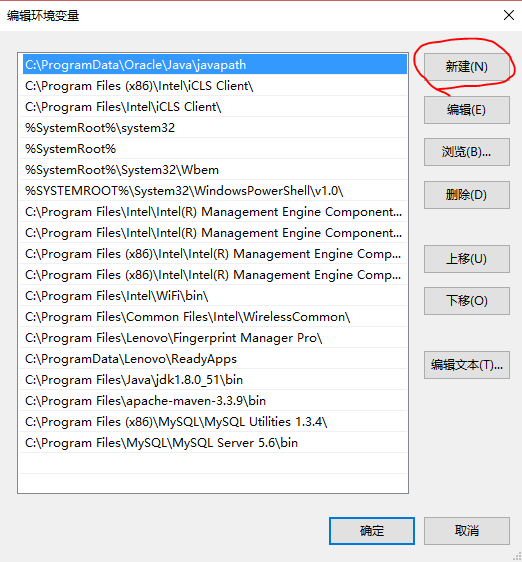 编辑环境变量
C:\ProgramData\Oracle\Java\javapath
C:\Program Files (x86)\Intel\iCLS Client\
C:\Program Files\Intel\iCLS Client\
%SystemRoot%\system32
%SystemRoot%
%SystemRoot%\System32\Wbem
%SYSTEMROOT%\System32\WindowsPowerShell\v1.0\
C:\Program Files\Intel\Intel(R) Management Engine Component...
C:\Program Files\Intel\Intel(R) Management Engine Component...
C:\Program Files (x86)\Intel\Intel(R) Management Engine Comp...
C:\Program Files (x86)\Intel\Intel(R) Management Engine Comp...
C:\Program Files\Intel\WiFi\bin\
C:\Program Files\Common Files\Intel\WirelessCommon\
C:\Program Files\Lenovo\Fingerprint Manager Pro\
C:\ProgramData\Lenovo\ReadyApps
C:\Program Files\Java\jdk1.8.0_51\bin
C:\Program Files\apache-maven-3.3.9\bin
C:\Program Files (x86)\MySQL\MySQL Utilities 1.3.4\
C:\Program Files\MySQL\MySQL Server 5.6\bin
新建(N)
编辑(E)
浏览(B)...
删除(D)
上移(U)
下移(O)
编辑文本(T)...
确定
取消